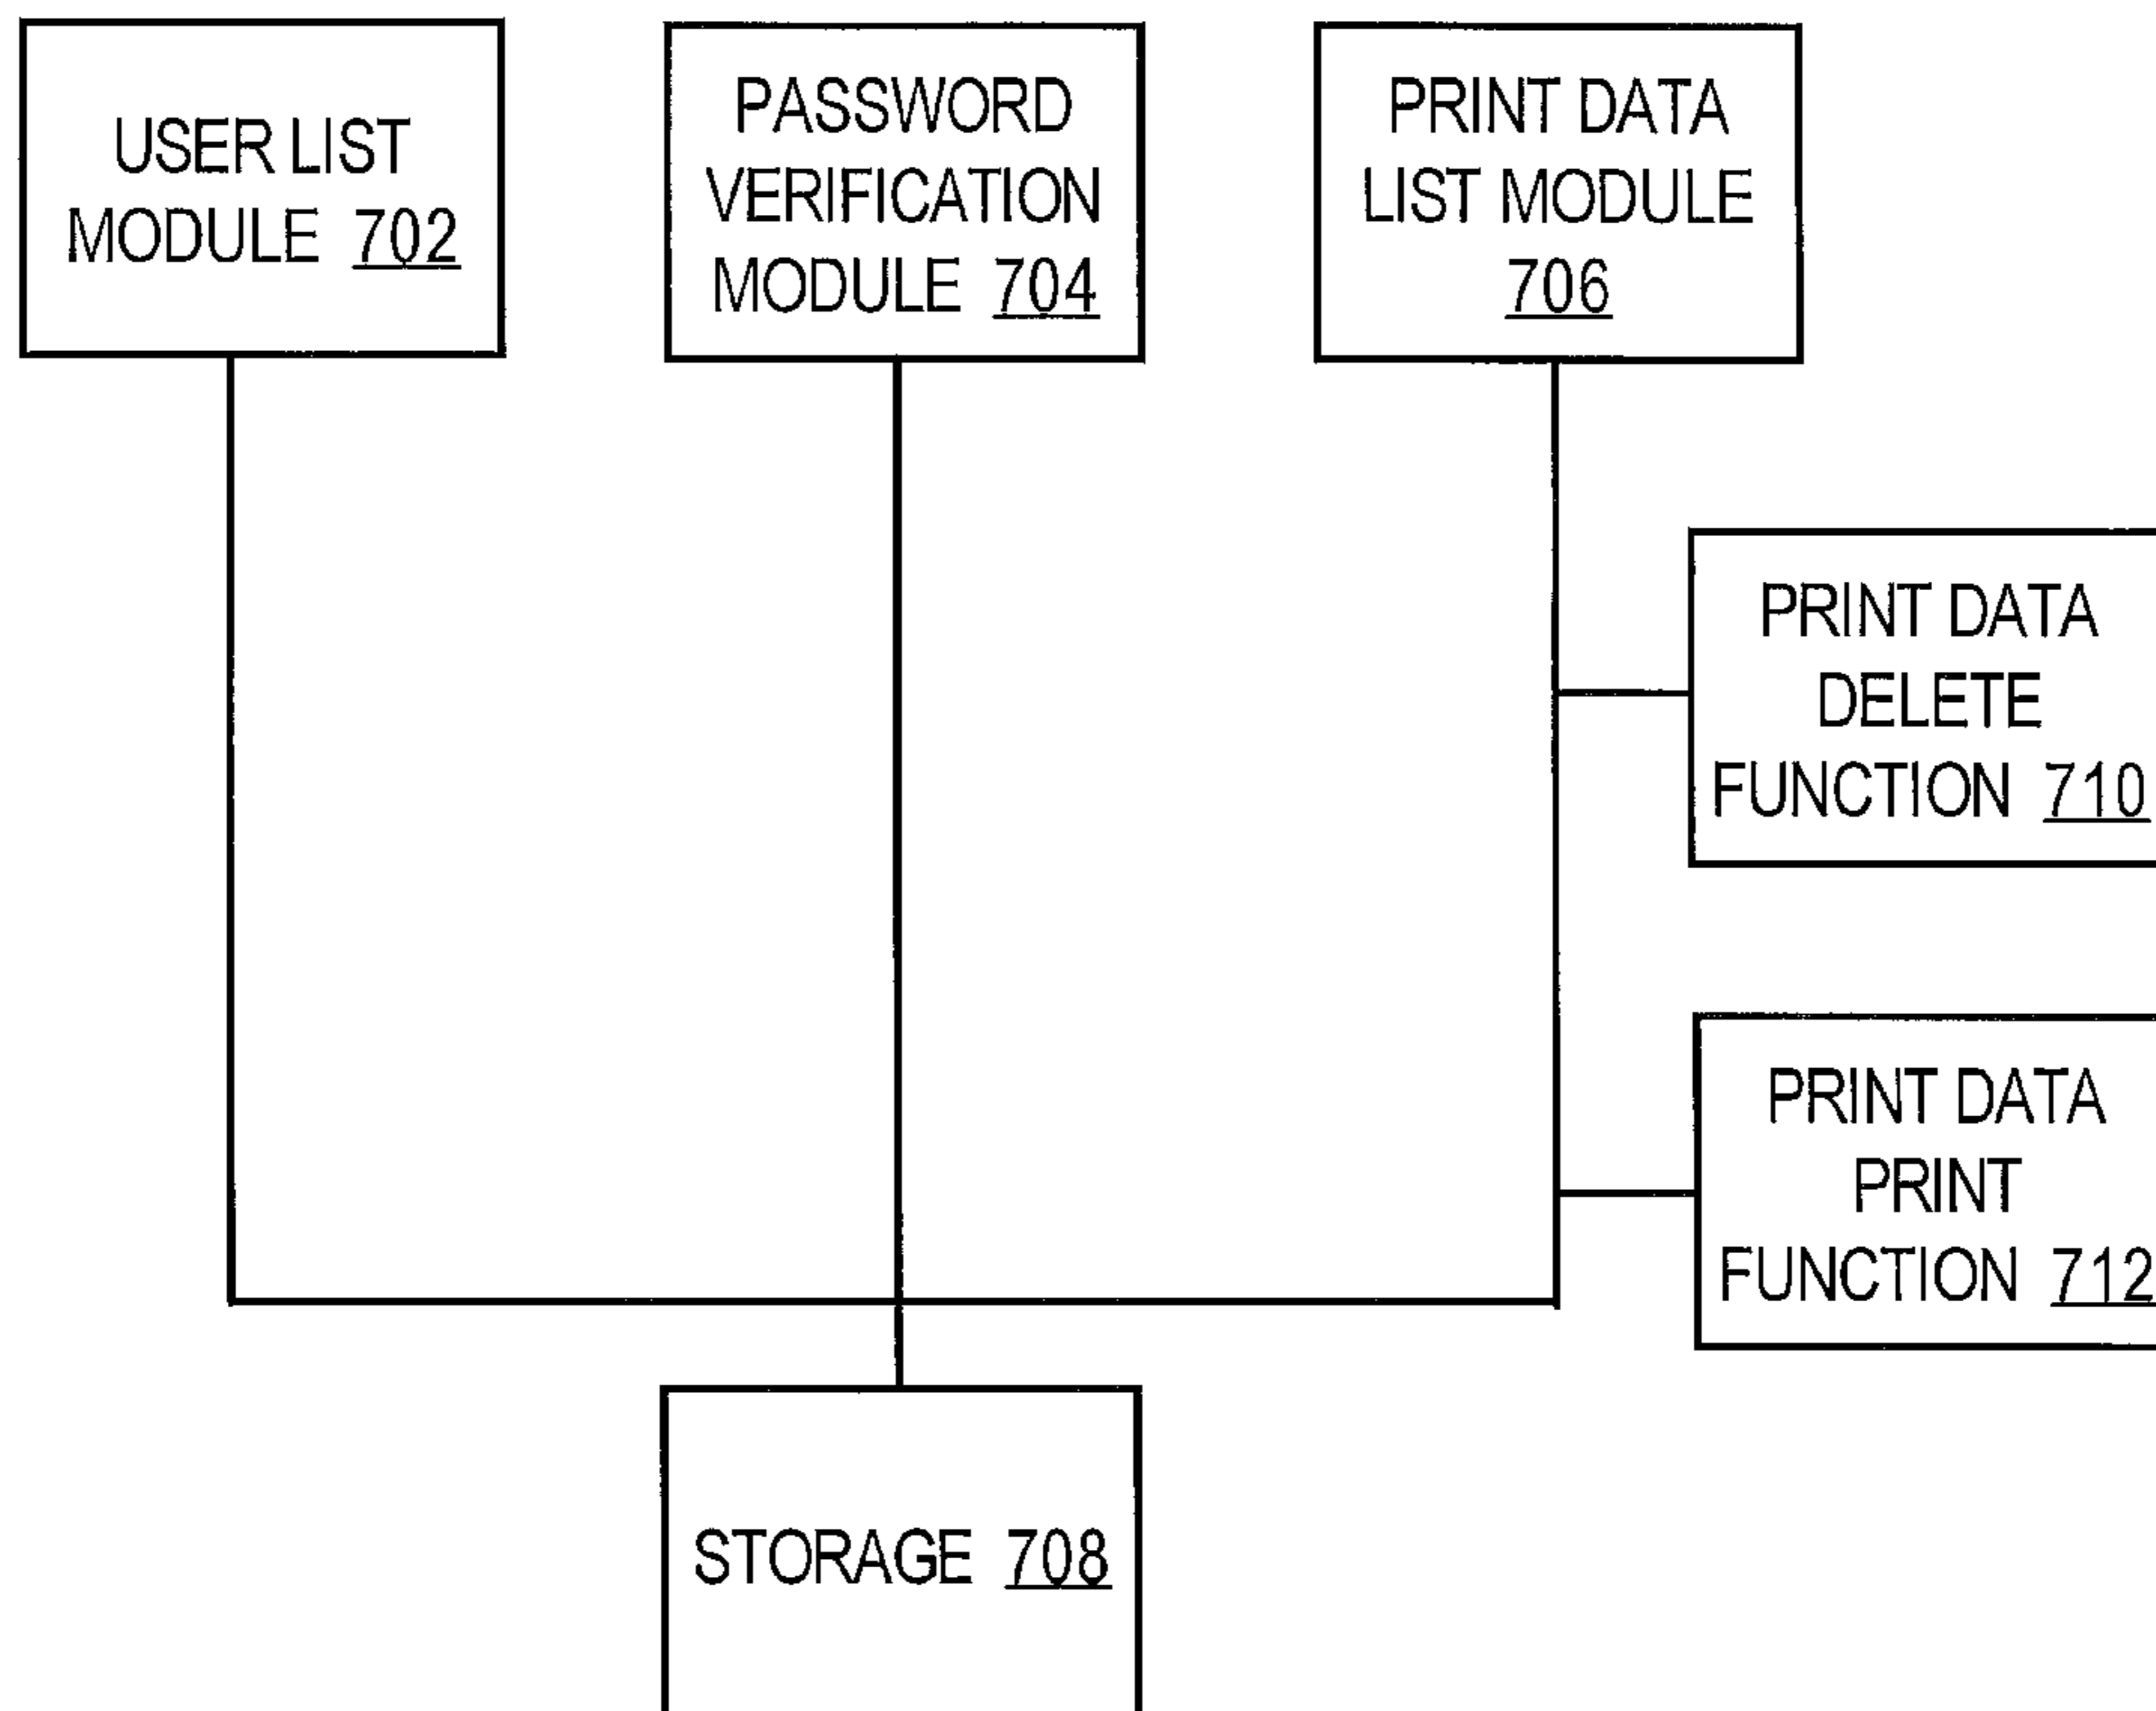 USER LIST
MODULE 702
PASSWORD
VERIFICATION
MODULE 704
PRINT DATA
LIST MODULE
706
PRINT DATA
DELETE
FUNCTION 710
PRINT DATA
PRINT
FUNCTION 712
STORAGE 708